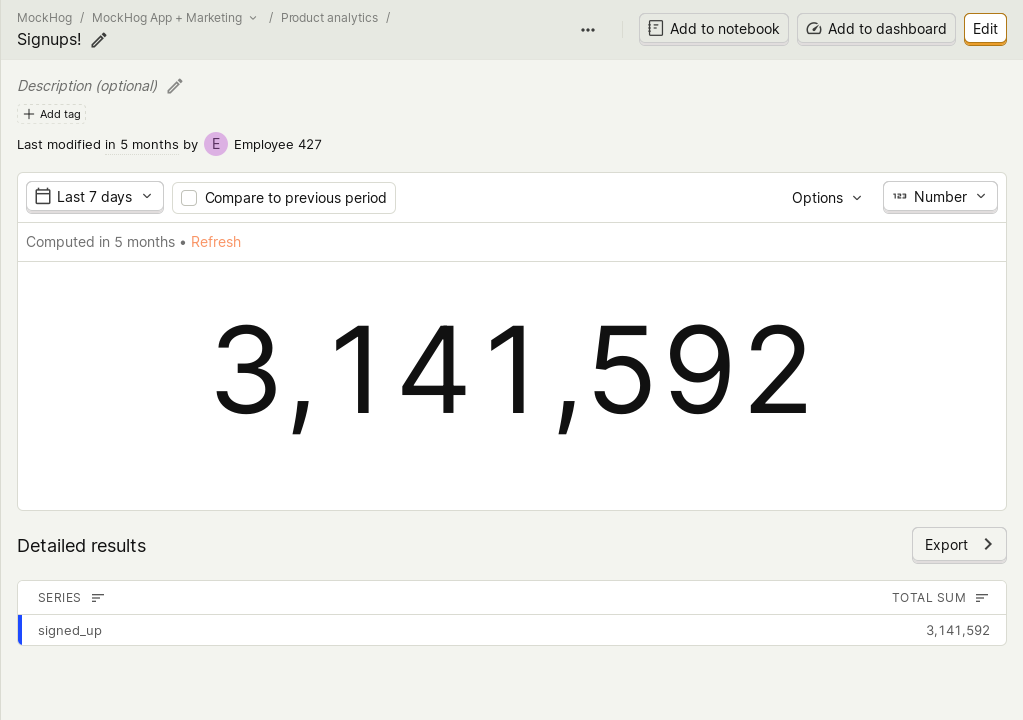 MockHog / MockHog App + Marketing / Product analytics /
Signups!
Add to notebook
Add to dashboard
Edit
Description (optional)
Add tag
Last modified in 5 months by E Employee 427
Last 7 days
Compare to previous period
Options
123 Number
Computed in 5 months • Refresh
3,141,592
Detailed results
Export
SERIES
TOTAL SUM
signed_up
3,141,592